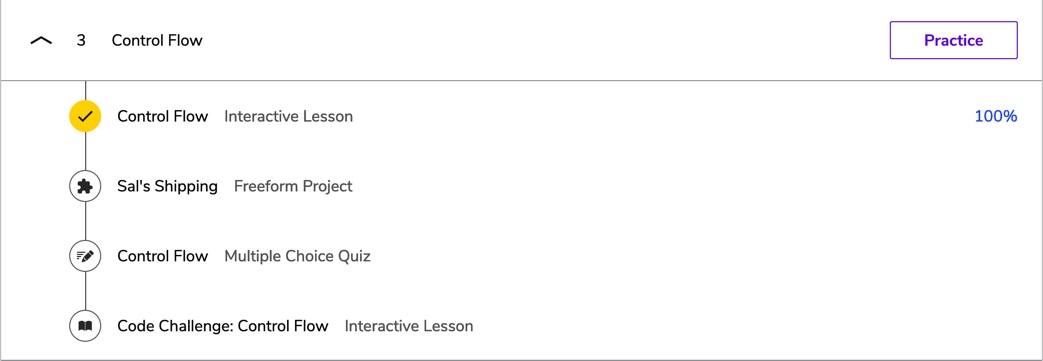 3 Control Flow Practice
Control Flow Interactive Lesson 100%
Sal's Shipping Freeform Project
Control Flow Multiple Choice Quiz
Code Challenge: Control Flow Interactive Lesson